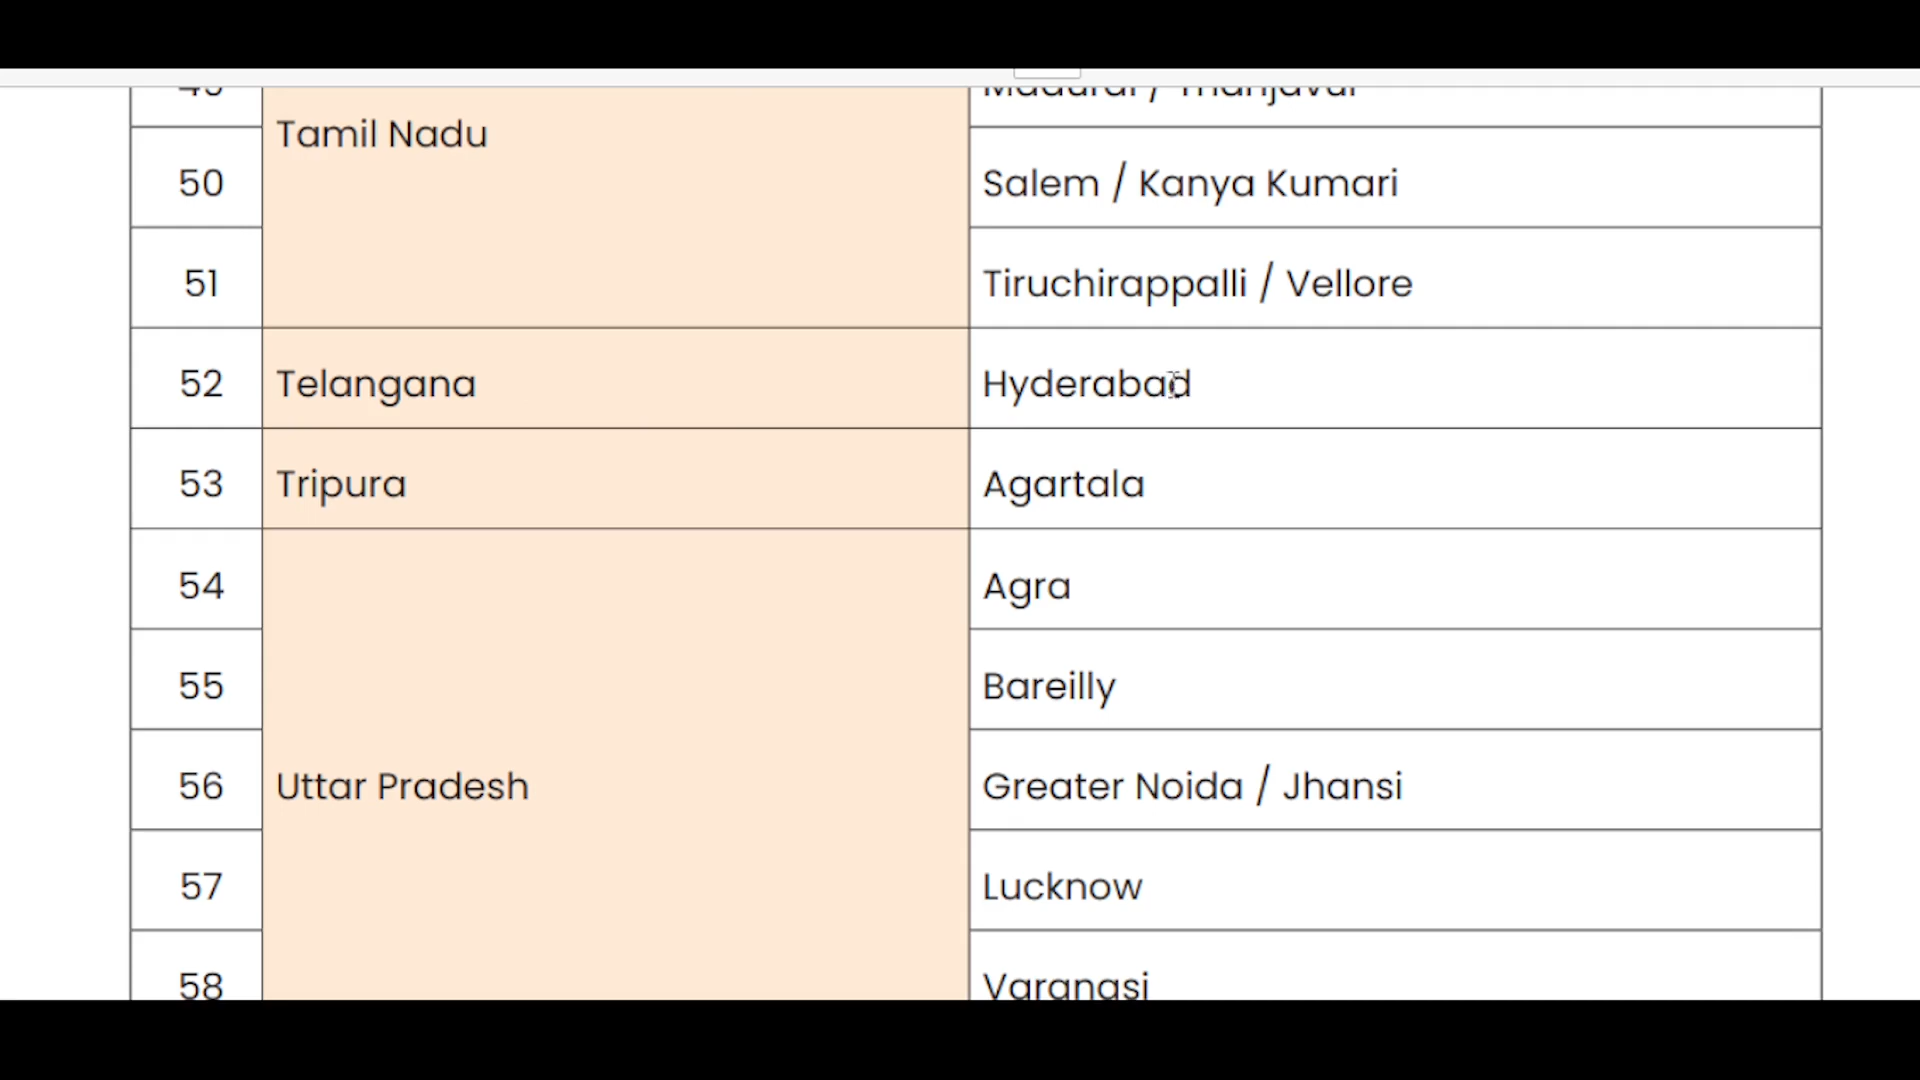 Tamil Nadu
50 Salem / Kanya Kumari
51 Tiruchirappalli / Vellore
52 Telangana Hyderabad
53 Tripura Agartala
54 Agra
55 Bareilly
56 Uttar Pradesh Greater Noida / Jhansi
57 Lucknow
58 Varanasi